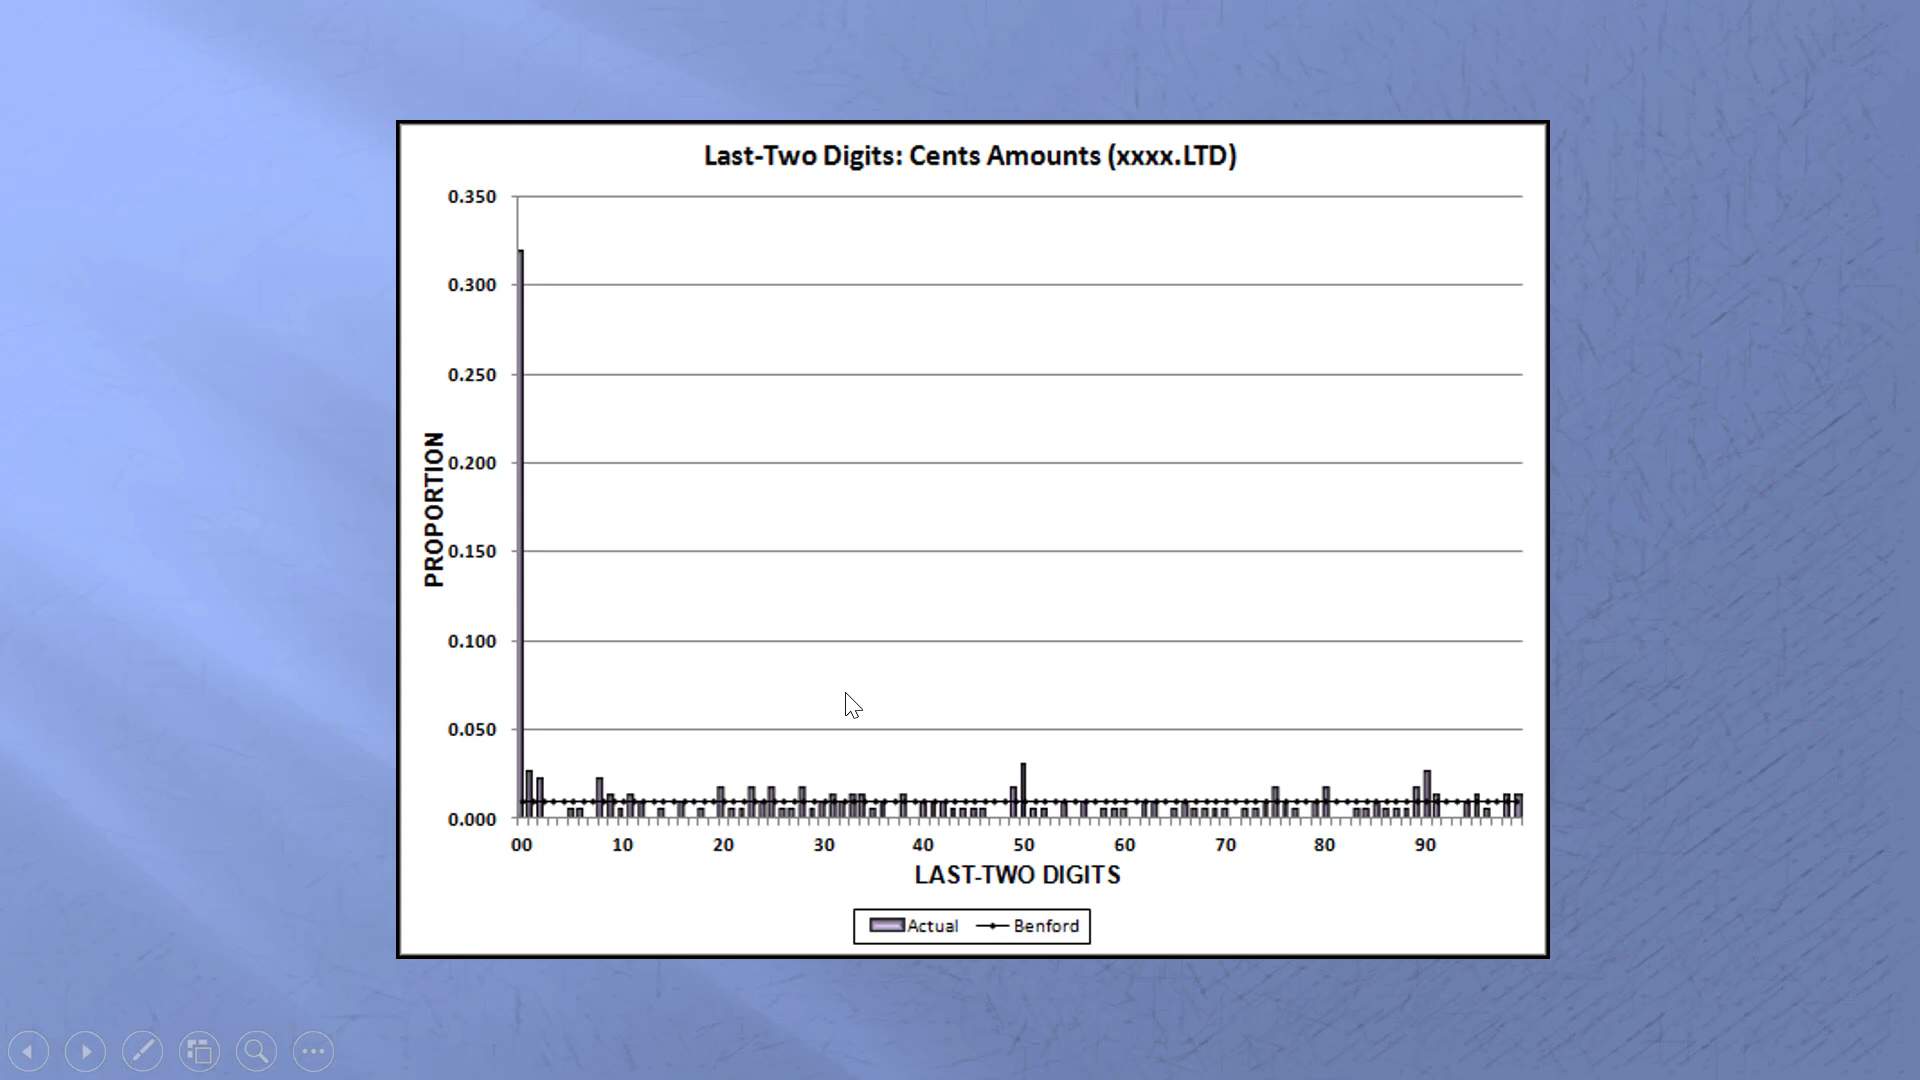 Last-Two Digits: Cents Amounts (xxxx.LTD)
0.350
0.300
0.250
0.200
0.150
0.100
0.050
0.000
PROPORTION
00 10 20 30 40 50 60 70 80 90
LAST-TWO DIGITS
Actual Benford